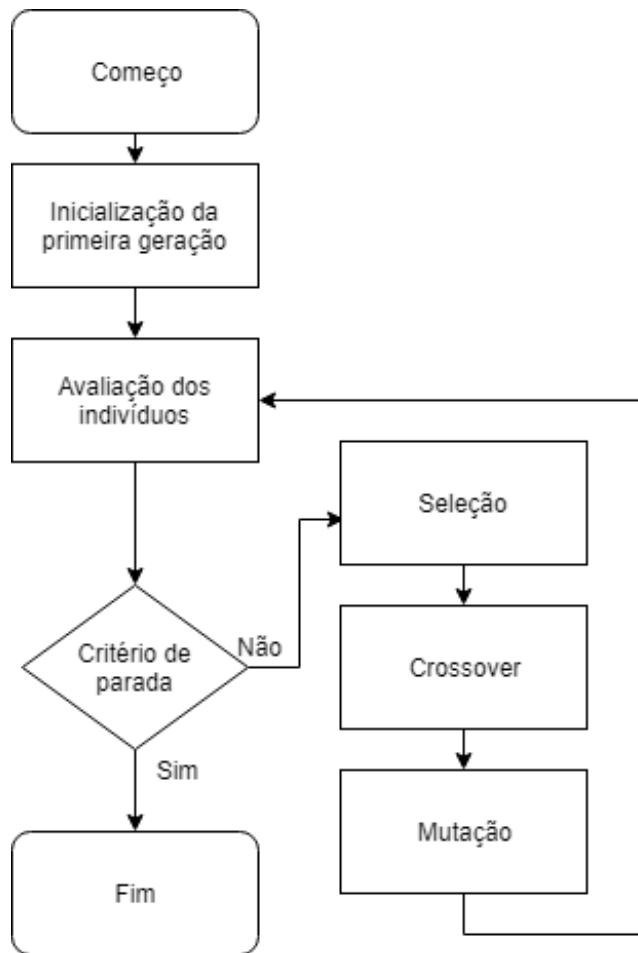 Começo
Inicialização da
primeira geração
Avaliação dos
indivíduos
Seleção
Não
Critério de
parada
Crossover
Sim
Mutação
Fim